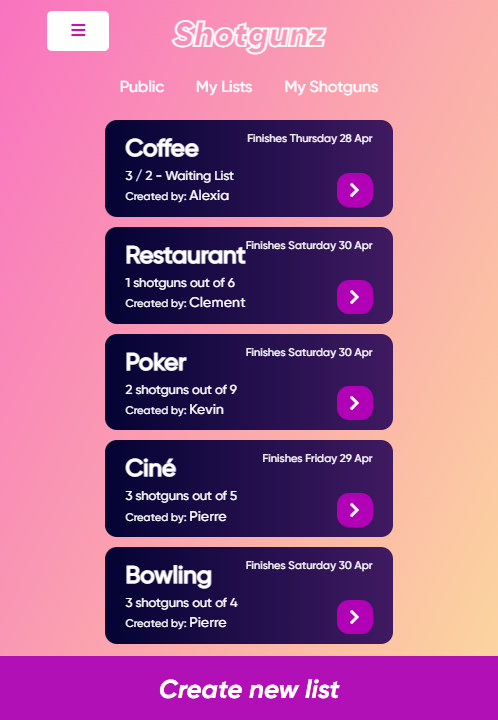 Shotgunz
Public My Lists My Shotguns
Coffee
Finishes Thursday 28 Apr
3 / 2 - Waiting List
Created by: Alexia
Restaurant
Finishes Saturday 30 Apr
1 shotguns out of 6
Created by: Clement
Poker
Finishes Saturday 30 Apr
2 shotguns out of 9
Created by: Kevin
Ciné
Finishes Friday 29 Apr
3 shotguns out of 5
Created by: Pierre
Bowling
Finishes Saturday 30 Apr
3 shotguns out of 4
Created by: Pierre
Create new list